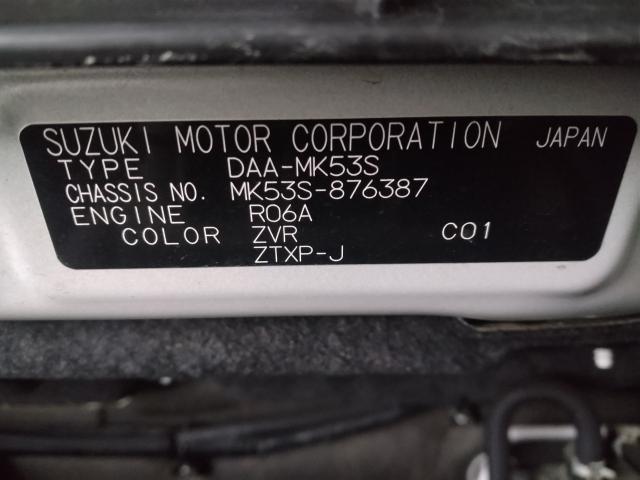 SUZUKI MOTOR CORPORATION JAPAN
TYPE DAA-MK53S
CHASSIS NO. MK53S-876387
ENGINE R06A
COLOR ZVR C01
ZTXP-J